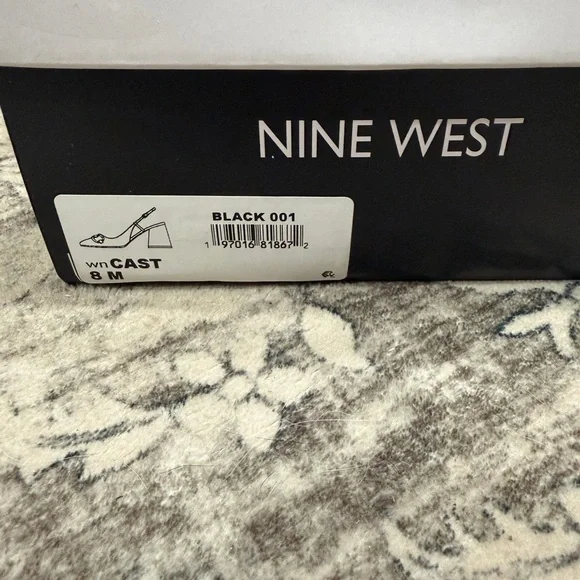 NINE WEST
BLACK 001
1 97016 81867 2
wnCAST
8 M